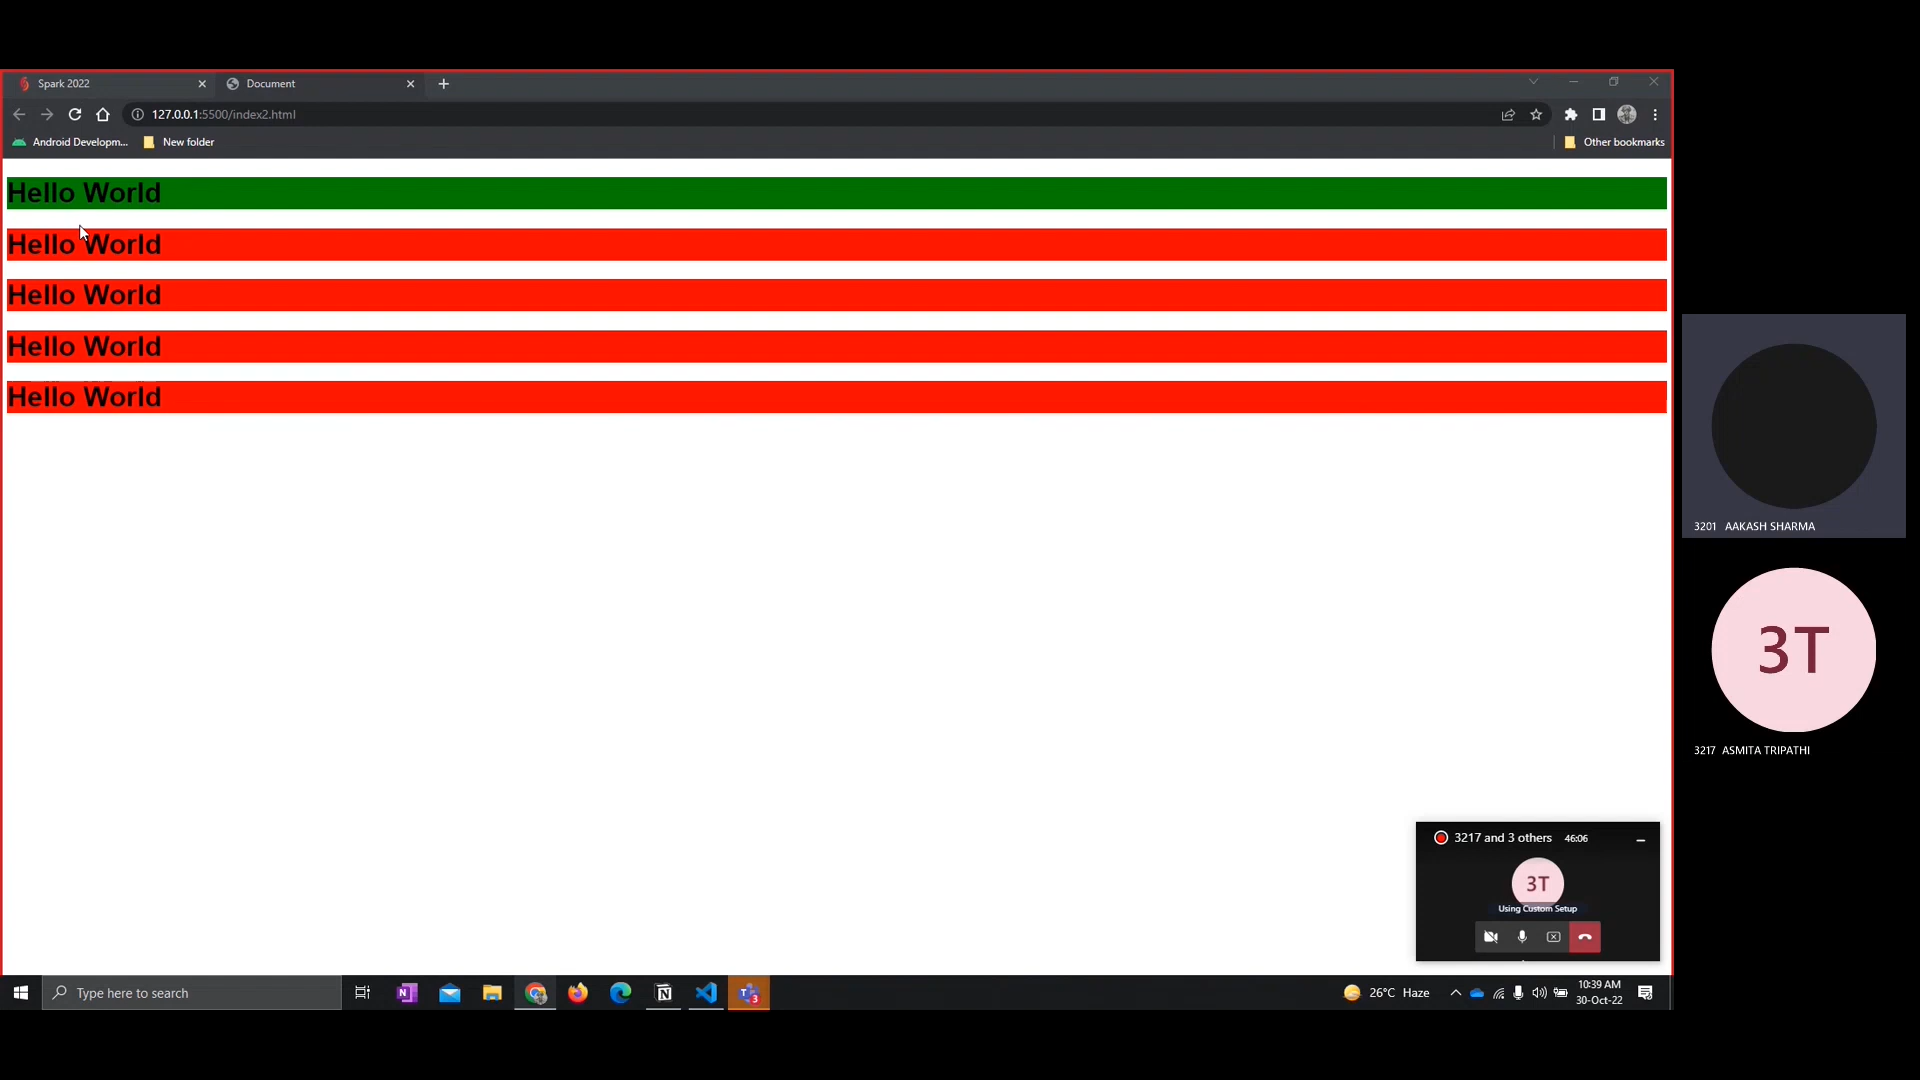 Spark 2022
Document
127.0.0.1:5500/index2.html
Android Developm...
New folder
Other bookmarks
Hello World
Hello World
Hello World
Hello World
Hello World
3201 AAKASH SHARMA
3T
3217 ASMITA TRIPATHI
3217 and 3 others 46:06
3T
Using Custom Setup
Type here to search
26°C Haze
10:39 AM
30-Oct-22